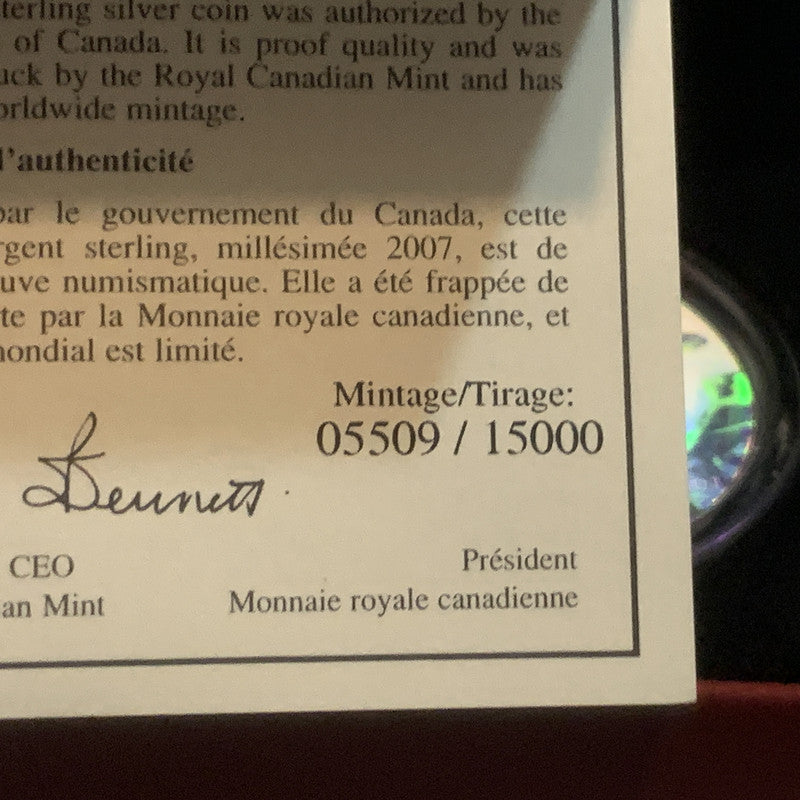 sterling silver coin was authorized by the
of Canada. It is proof quality and was
uck by the Royal Canadian Mint and has
orldwide mintage.
l'authenticité
par le gouvernement du Canada, cette
rgent sterling, millésimée 2007, est de
uve numismatique. Elle a été frappée de
te par la Monnaie royale canadienne, et
mondial est limité.
Mintage/Tirage:
05509 / 15000
Bennett
CEO
Président
an Mint
Monnaie royale canadienne